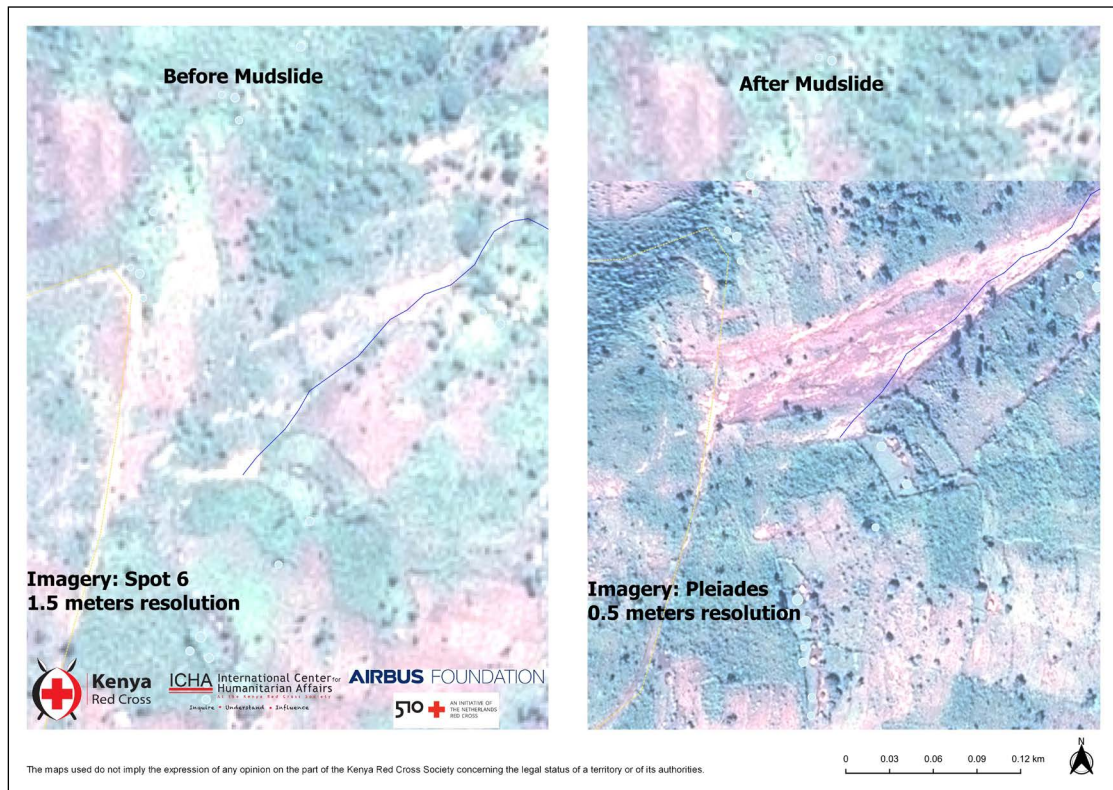 Before Mudslide
After Mudslide
Imagery: Spot 6
1.5 meters resolution
Imagery: Pleiades
0.5 meters resolution
Kenya
Red Cross
ICHA International Center for
Humanitarian Affairs
At the Kenya Red Cross Society
Inquire • Understand • Influence
AIRBUS FOUNDATION
510
AN INITIATIVE OF
THE NETHERLANDS
RED CROSS
The maps used do not imply the expression of any opinion on the part of the Kenya Red Cross Society concerning the legal status of a territory or of its authorities.
0 0.03 0.06 0.09 0.12 km
N